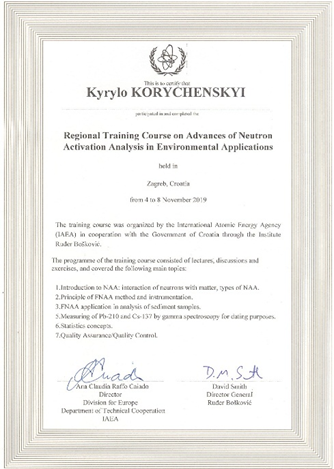 This is to certify that
Kyrylo KORYCHENSKYI
participated in and completed the
Regional Training Course on Advances of Neutron
Activation Analysis in Environmental Applications
held in
Zagreb, Croatia
from 4 to 8 November 2019
The training course was organized by the International Atomic Energy Agency
(IAEA) in cooperation with the Government of Croatia through the Institute
Ruđer Bošković.
The programme of the training course consisted of lectures, discussions and
exercises, and covered the following main topics:
1.Introduction to NAA: interaction of neutrons with matter, types of NAA.
2.Principle of FNAA method and instrumentation.
3.FNAA application in analysis of sediment samples.
5.Measuring of Pb-210 and Cs-137 by gamma spectroscopy for dating purposes.
6.Statistics concepts.
7.Quality Assurance/Quality Control.
Ana Claudia Raffo Caiado
Director
Division for Europe
Department of Technical Cooperation
IAEA
D.M. Smith
David Smith
Director General
Ruđer Bošković